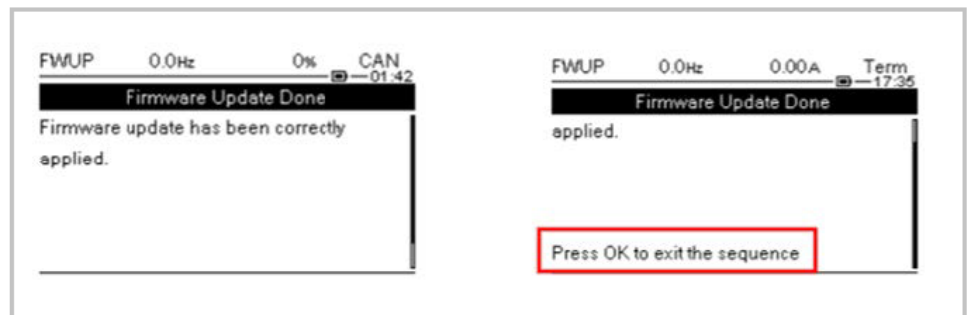 FWUP 0.0Hz 0% CAN
01:42
Firmware Update Done
Firmware update has been correctly
applied.
FWUP 0.0Hz 0.00A Term
17:35
Firmware Update Done
applied.
Press OK to exit the sequence